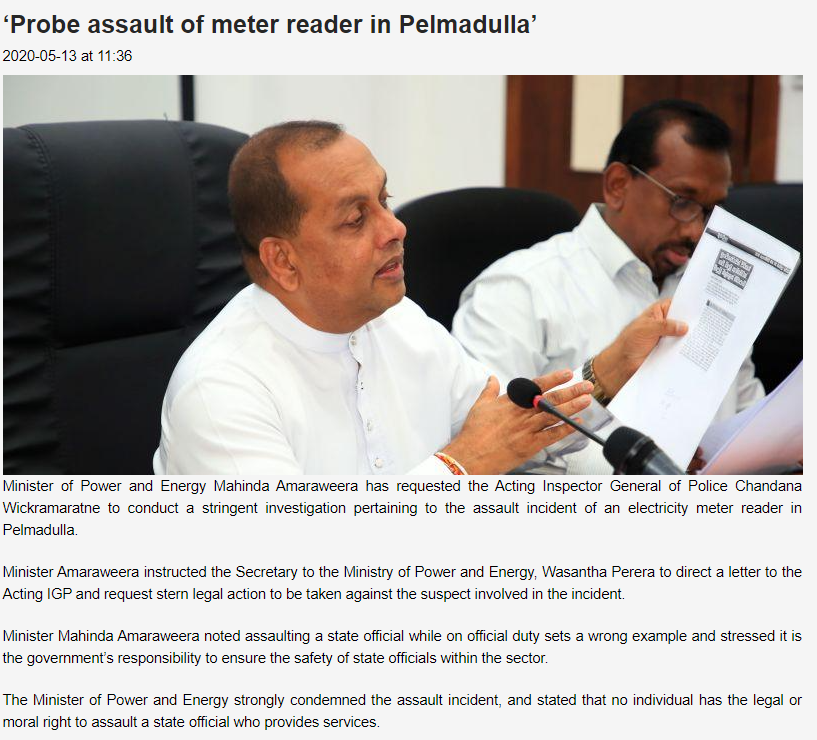 ‘Probe assault of meter reader in Pelmadulla’
2020-05-13 at 11:36
Minister of Power and Energy Mahinda Amaraweera has requested the Acting Inspector General of Police Chandana
Wickramaratne to conduct a stringent investigation pertaining to the assault incident of an electricity meter reader in
Pelmadulla.
Minister Amaraweera instructed the Secretary to the Ministry of Power and Energy, Wasantha Perera to direct a letter to the
Acting IGP and request stern legal action to be taken against the suspect involved in the incident.
Minister Mahinda Amaraweera noted assaulting a state official while on official duty sets a wrong example and stressed it is
the government’s responsibility to ensure the safety of state officials within the sector.
The Minister of Power and Energy strongly condemned the assault incident, and stated that no individual has the legal or
moral right to assault a state official who provides services.